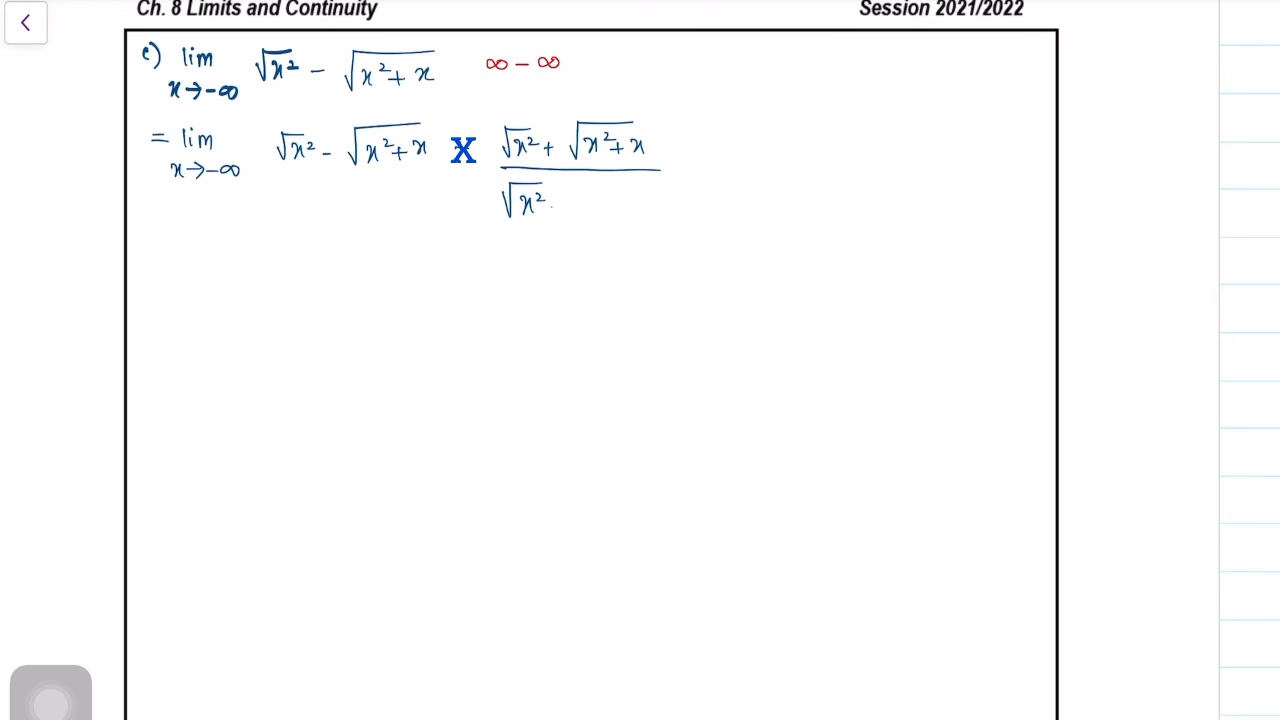 Ch. 8 Limits and Continuity Session 2021/2022
e) lim √x² - √(x²+x) ∞ - ∞
x→-∞
= lim √x² - √(x²+x) X √x² + √(x²+x)
x→-∞ √x²